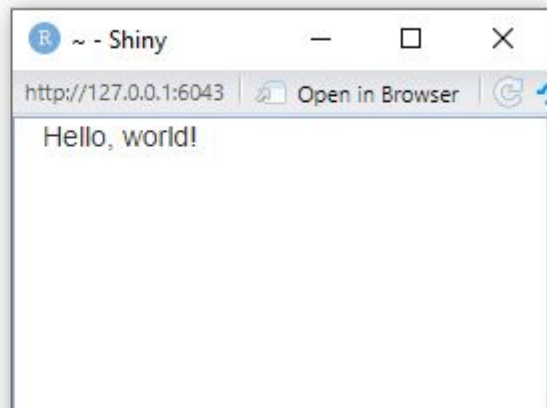 R ~ - Shiny
http://127.0.0.1:6043 Open in Browser
Hello, world!